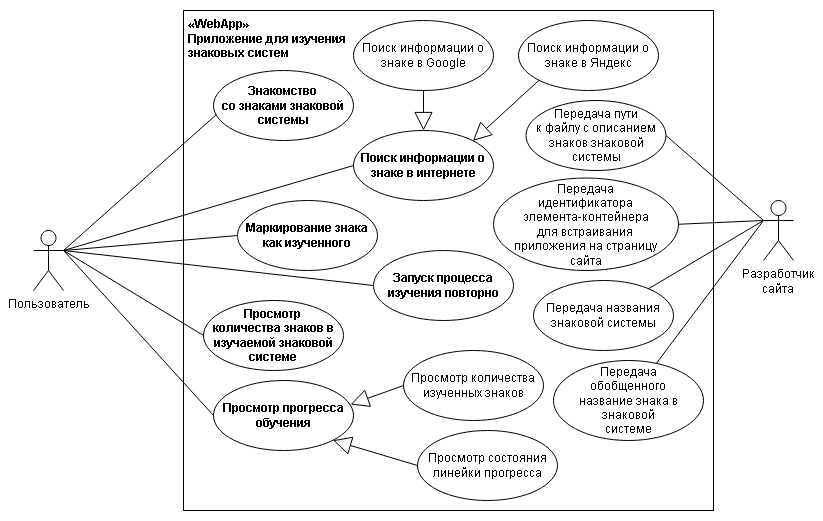 «WebApp»
Приложение для изучения
знаковых систем
Поиск информации о
знаке в Google
Поиск информации о
знаке в Яндекс
Знакомство
со знаками знаковой
системы
Передача пути
к файлу с описанием
знаков знаковой
системы
Поиск информации о
знаке в интернете
Передача
идентификатора
элемента-контейнера
для встраивания
приложения на страницу
сайта
Маркирование знака
как изученного
Пользователь
Разработчик
сайта
Запуск процесса
изучения повторно
Передача названия
знаковой системы
Просмотр
количества знаков в
изучаемой знаковой
системе
Просмотр количества
изученных знаков
Передача
обобщенного
название знака в
знаковой
системе
Просмотр прогресса
обучения
Просмотр состояния
линейки прогресса